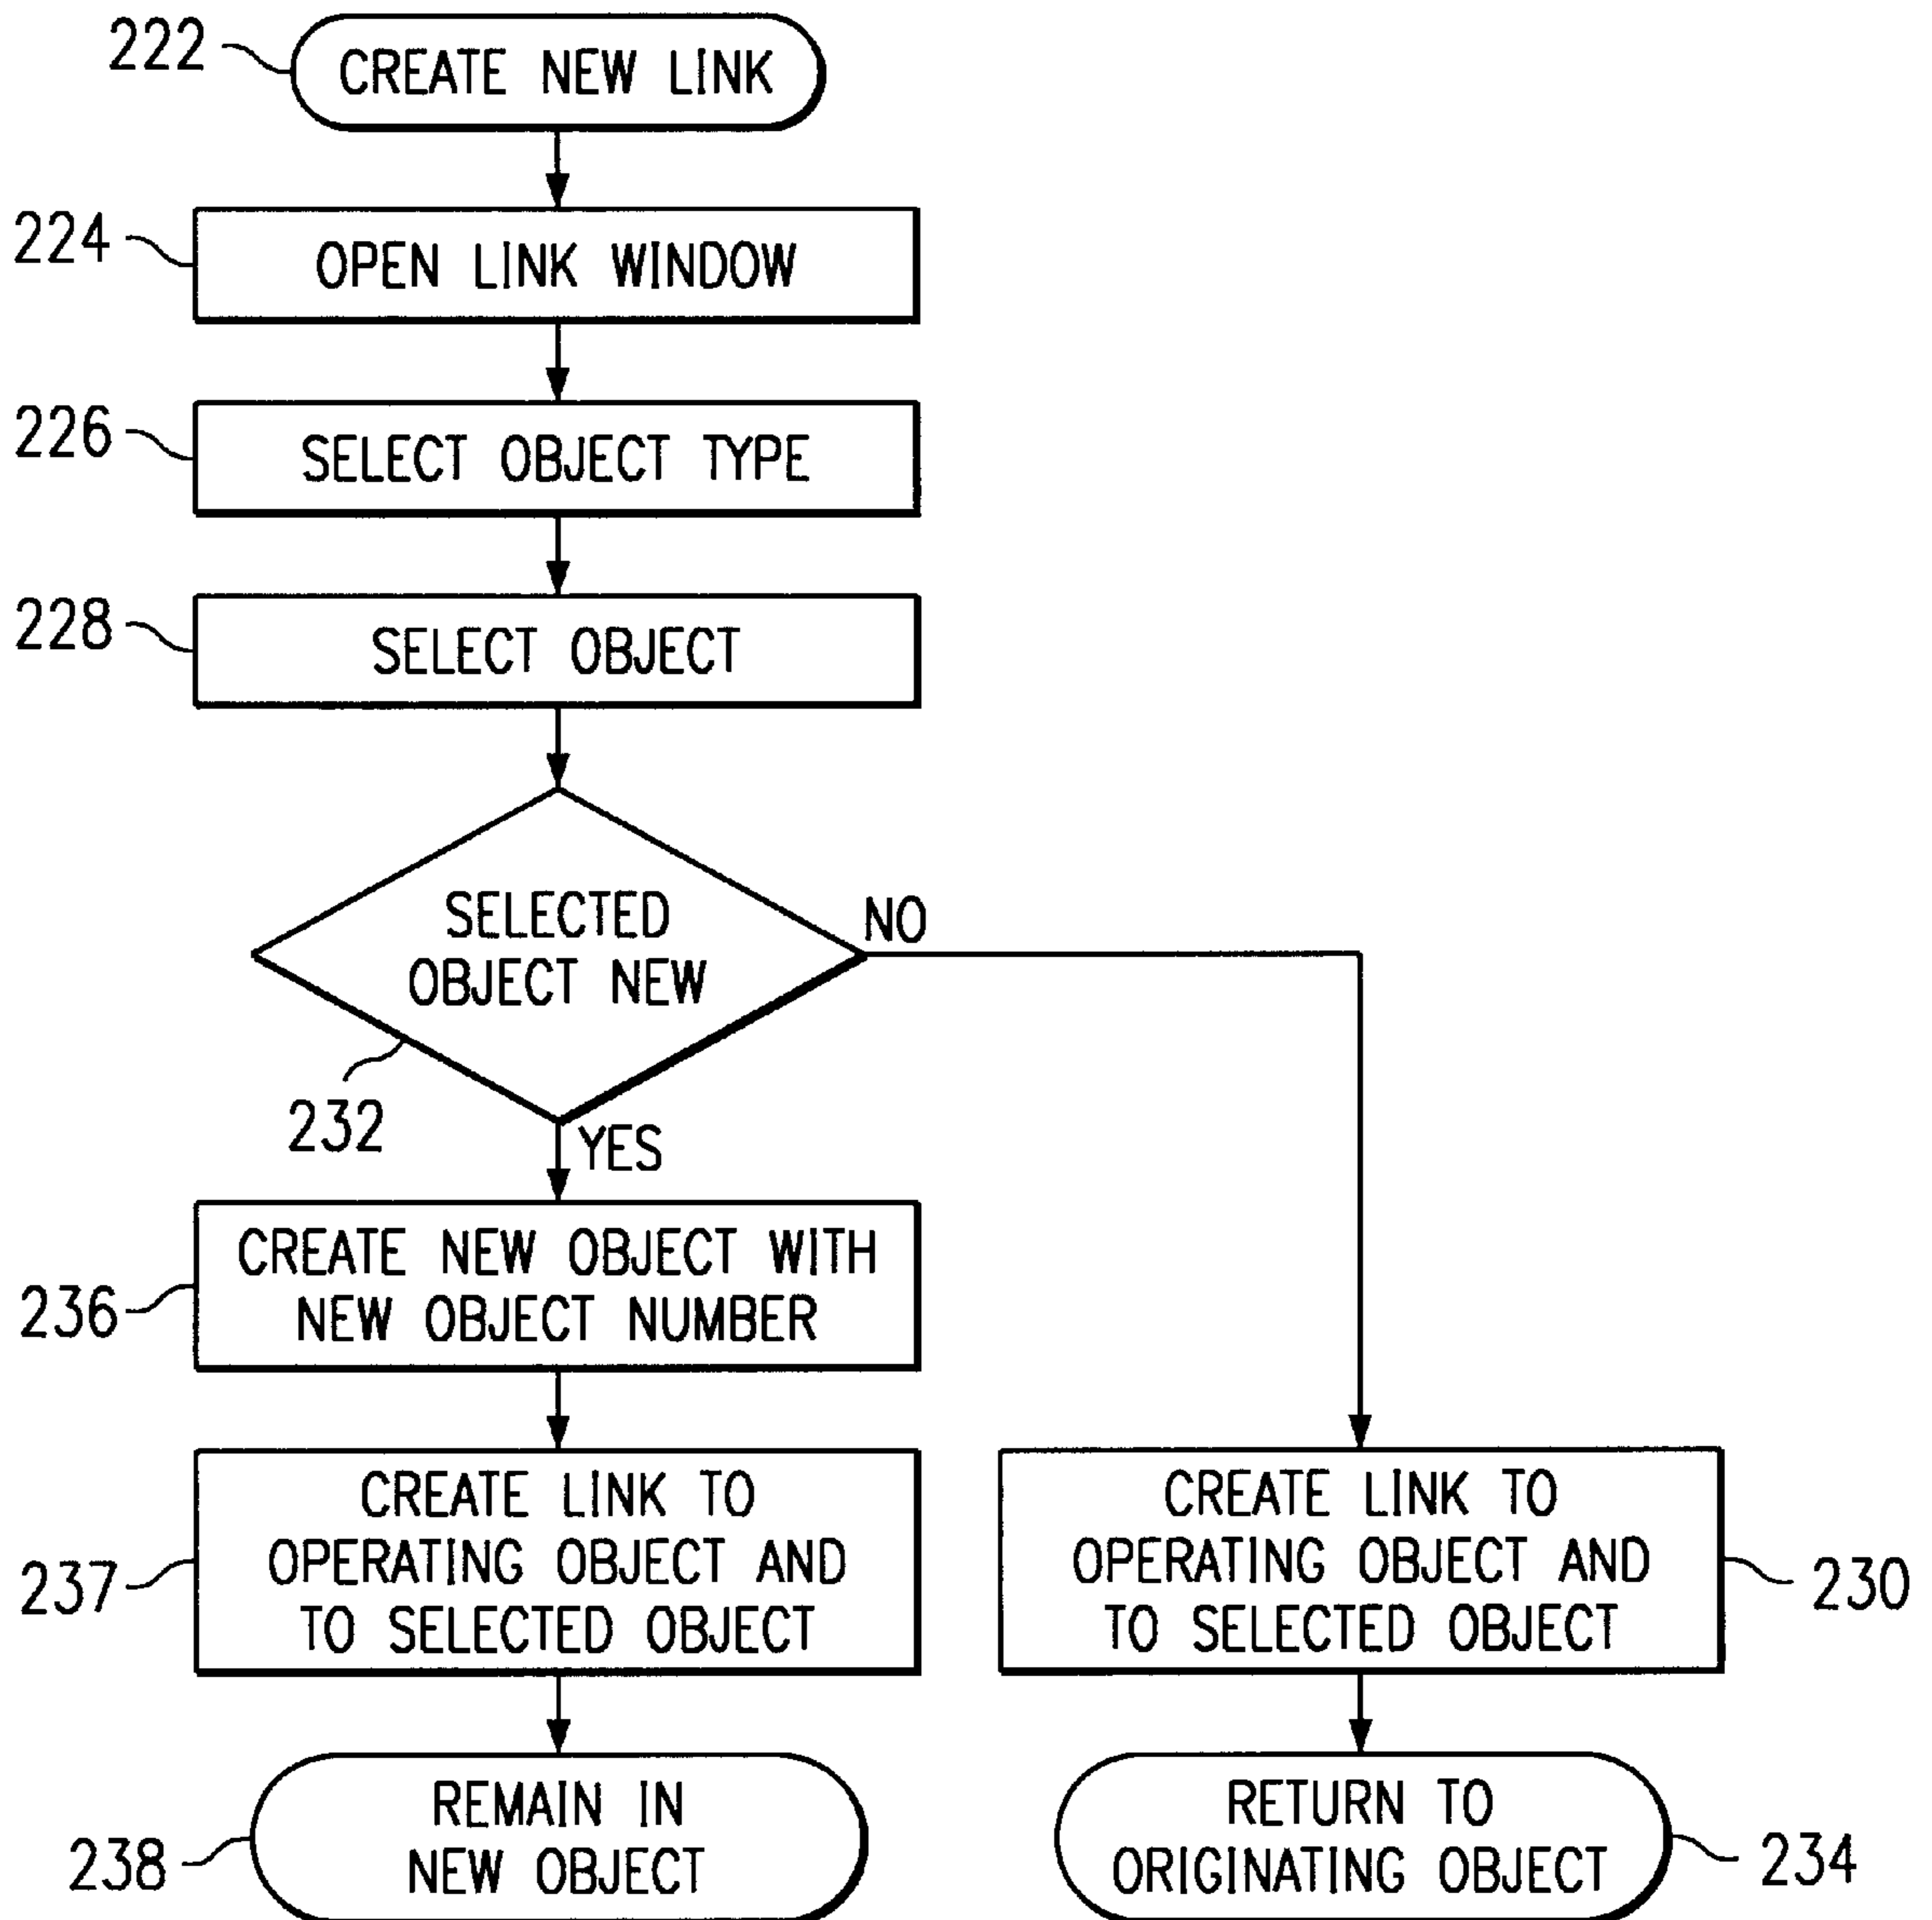 222
CREATE NEW LINK
224
OPEN LINK WINDOW
226
SELECT OBJECT TYPE
228
SELECT OBJECT
SELECTED
OBJECT NEW
NO
232
YES
236
CREATE NEW OBJECT WITH
NEW OBJECT NUMBER
237
CREATE LINK TO
OPERATING OBJECT AND
TO SELECTED OBJECT
CREATE LINK TO
OPERATING OBJECT AND
TO SELECTED OBJECT
230
238
REMAIN IN
NEW OBJECT
RETURN TO
ORIGINATING OBJECT
234